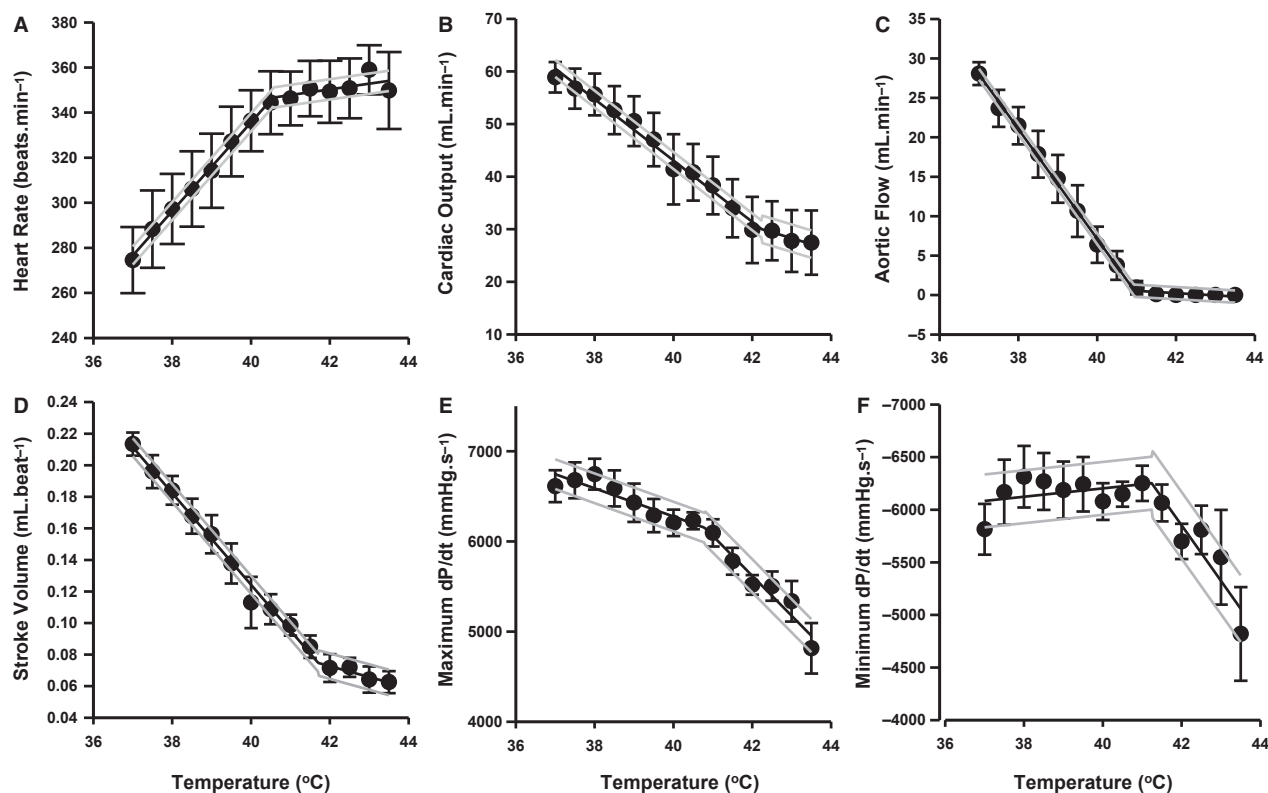 A
Heart Rate (beats.min⁻¹)
380
360
340
320
300
280
260
240
36 38 40 42 44
B
Cardiac Output (mL.min⁻¹)
70
60
50
40
30
20
10
36 38 40 42 44
C
Aortic Flow (mL.min⁻¹)
35
30
25
20
15
10
5
0
−5
36 38 40 42 44
D
Stroke Volume (mL.beat⁻¹)
0.24
0.22
0.20
0.18
0.16
0.14
0.12
0.10
0.08
0.06
0.04
36 38 40 42 44
Temperature (ºC)
E
Maximum dP/dt (mmHg.s⁻¹)
7000
6000
5000
4000
36 38 40 42 44
Temperature (ºC)
F
Minimum dP/dt (mmHg.s⁻¹)
−7000
−6500
−6000
−5500
−5000
−4500
−4000
36 38 40 42 44
Temperature (ºC)